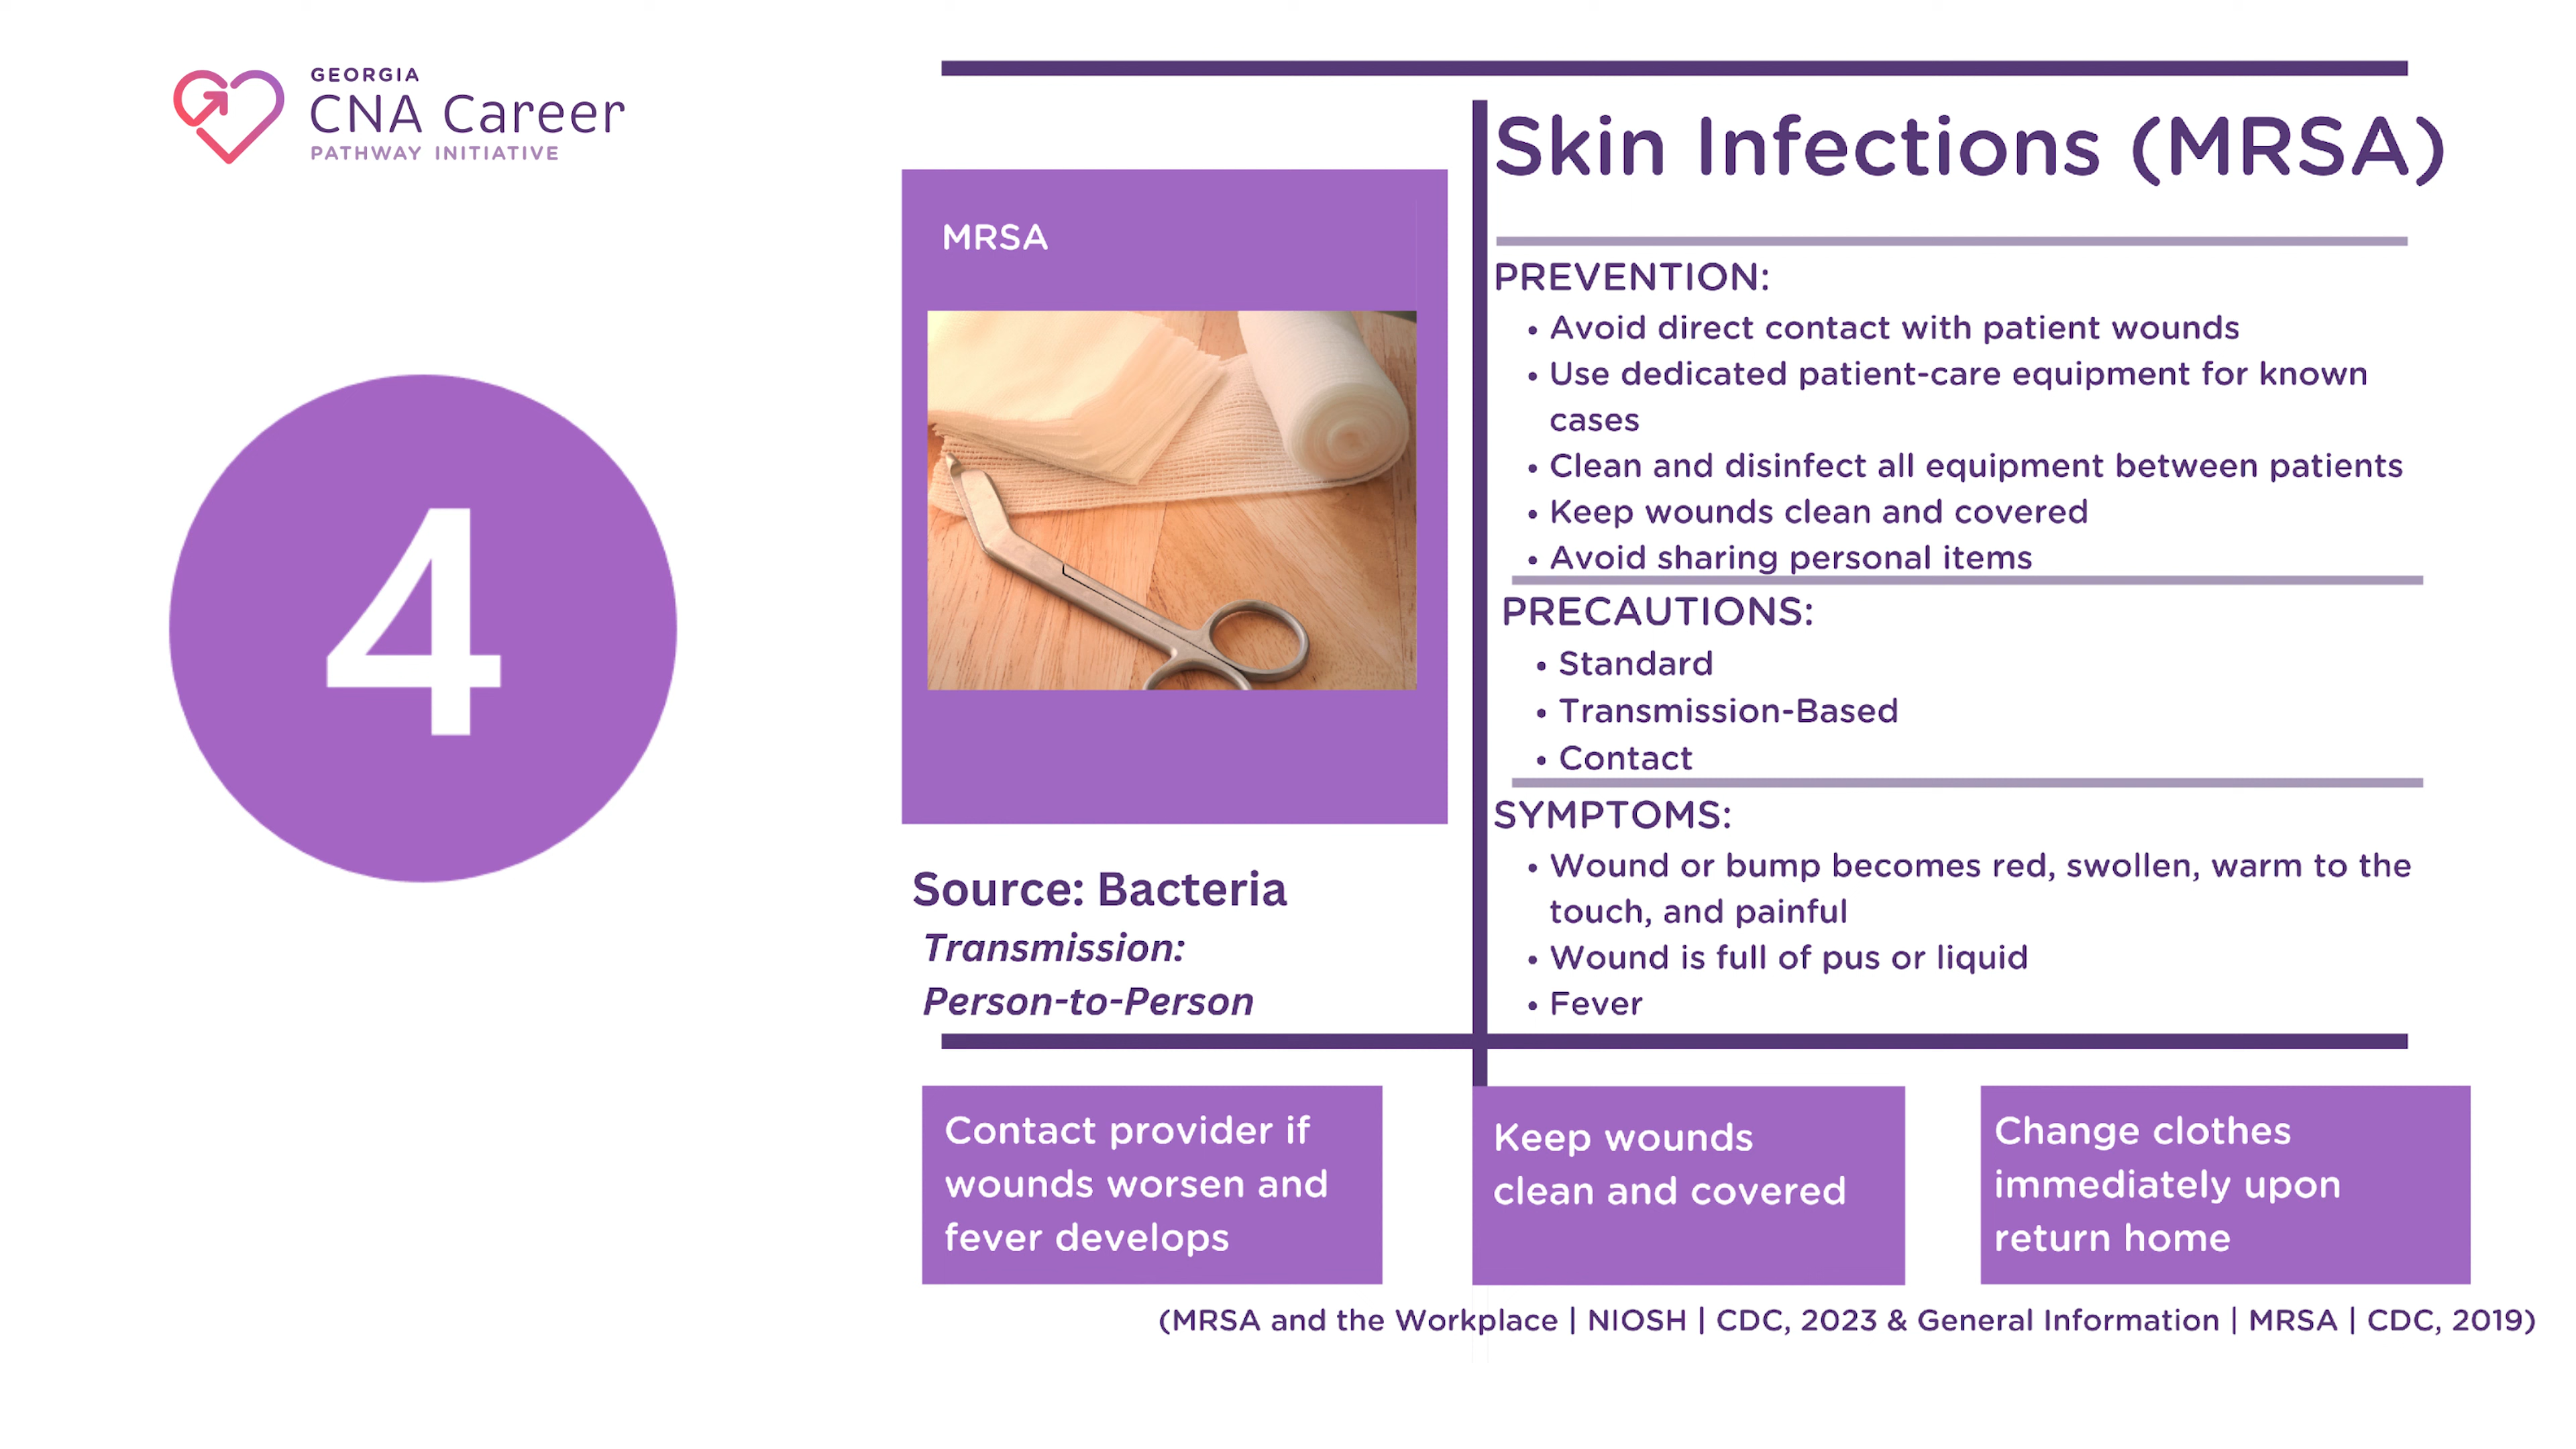 GEORGIA
CNA Career
PATHWAY INITIATIVE
4
MRSA
Source: Bacteria
Transmission:
Person-to-Person
Skin Infections (MRSA)
PREVENTION:
• Avoid direct contact with patient wounds
• Use dedicated patient-care equipment for known
cases
• Clean and disinfect all equipment between patients
• Keep wounds clean and covered
• Avoid sharing personal items
PRECAUTIONS:
• Standard
• Transmission-Based
• Contact
SYMPTOMS:
• Wound or bump becomes red, swollen, warm to the
touch, and painful
• Wound is full of pus or liquid
• Fever
Contact provider if
wounds worsen and
fever develops
Keep wounds
clean and covered
Change clothes
immediately upon
return home
(MRSA and the Workplace | NIOSH | CDC, 2023 & General Information | MRSA | CDC, 2019)